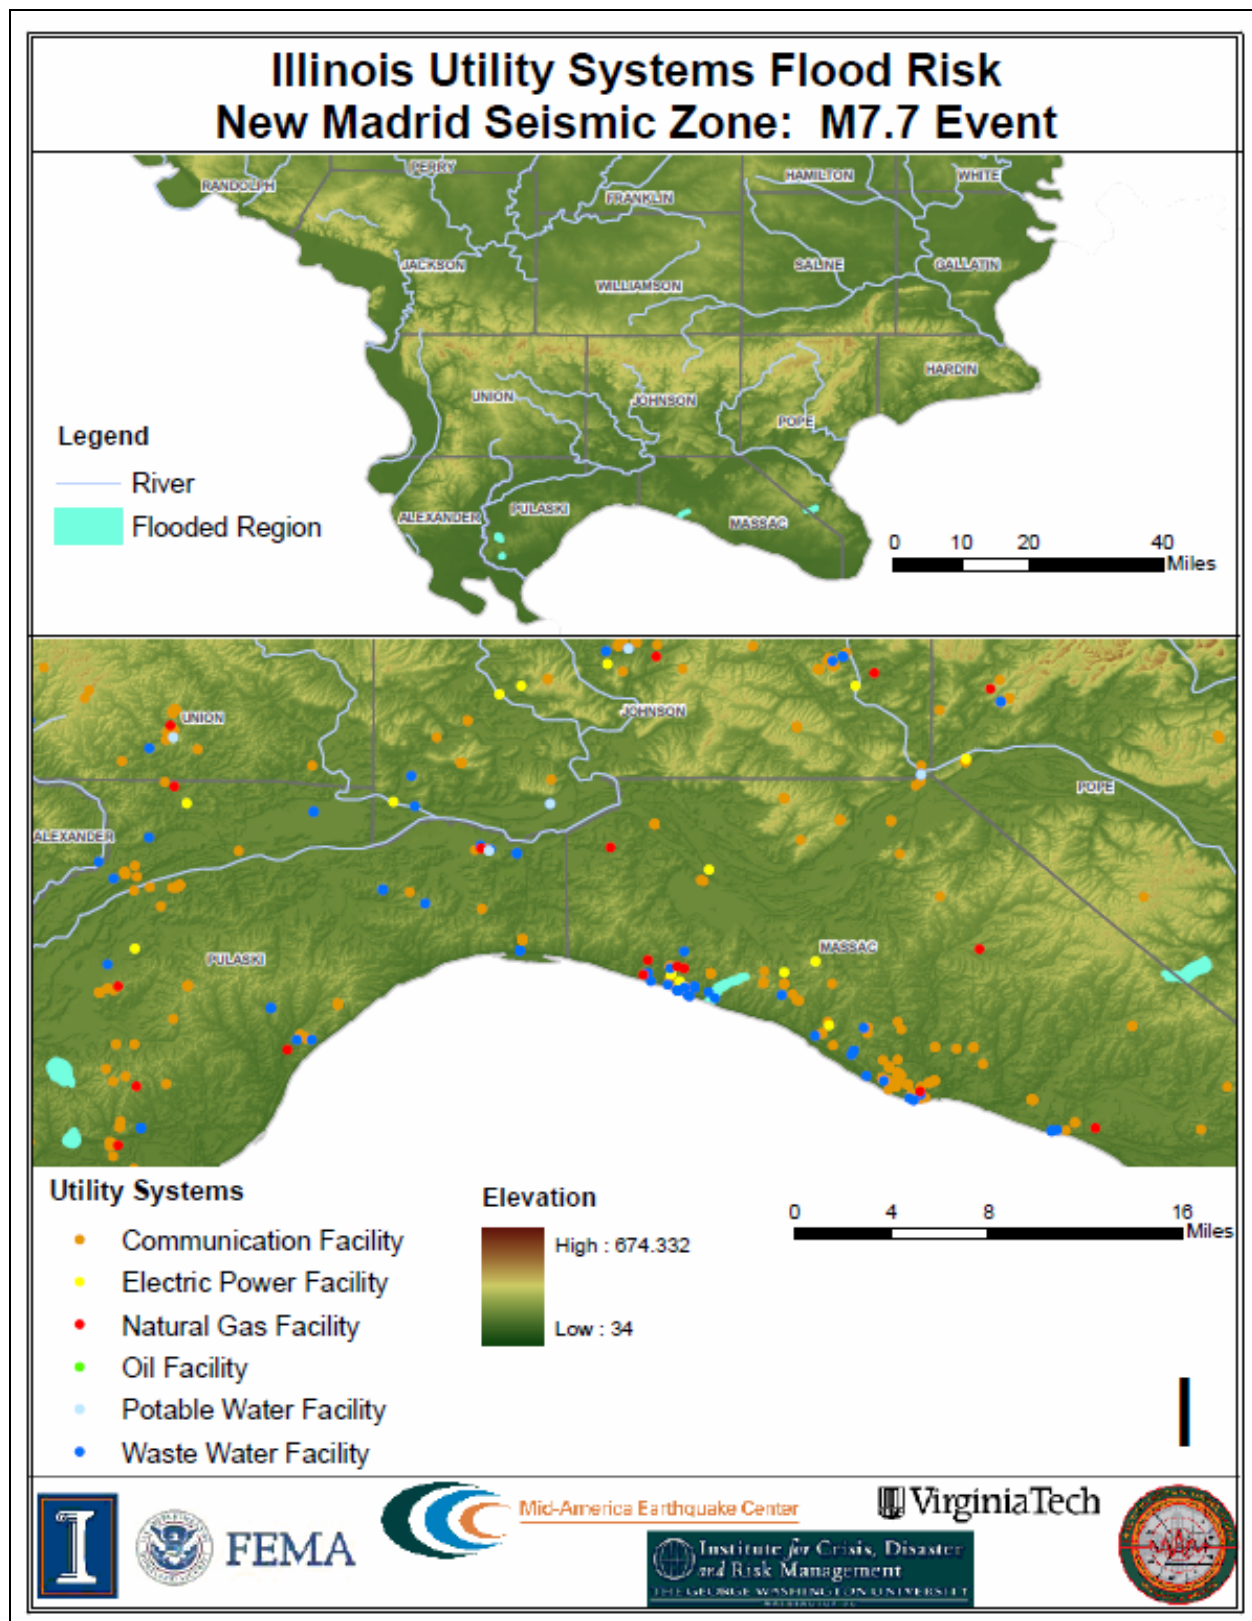 Illinois Utility Systems Flood Risk
New Madrid Seismic Zone: M7.7 Event
RANDOLPH
PERRY
FRANKLIN
HAMILTON
WHITE
JACKSON
WILLIAMSON
SALINE
GALLATIN
UNION
JOHNSON
POPE
HARDIN
ALEXANDER
PULASKI
MASSAC
Legend
River
Flooded Region
0 10 20 40
Miles
UNION
JOHNSON
POPE
ALEXANDER
PULASKI
MASSAC
Utility Systems
Communication Facility
Electric Power Facility
Natural Gas Facility
Oil Facility
Potable Water Facility
Waste Water Facility
Elevation
High : 674.332
Low : 34
0 4 8 16
Miles
I
FEMA
Mid-America Earthquake Center
VirginiaTech
Institute for Crisis, Disaster
and Risk Management
THE GEORGE WASHINGTON UNIVERSITY